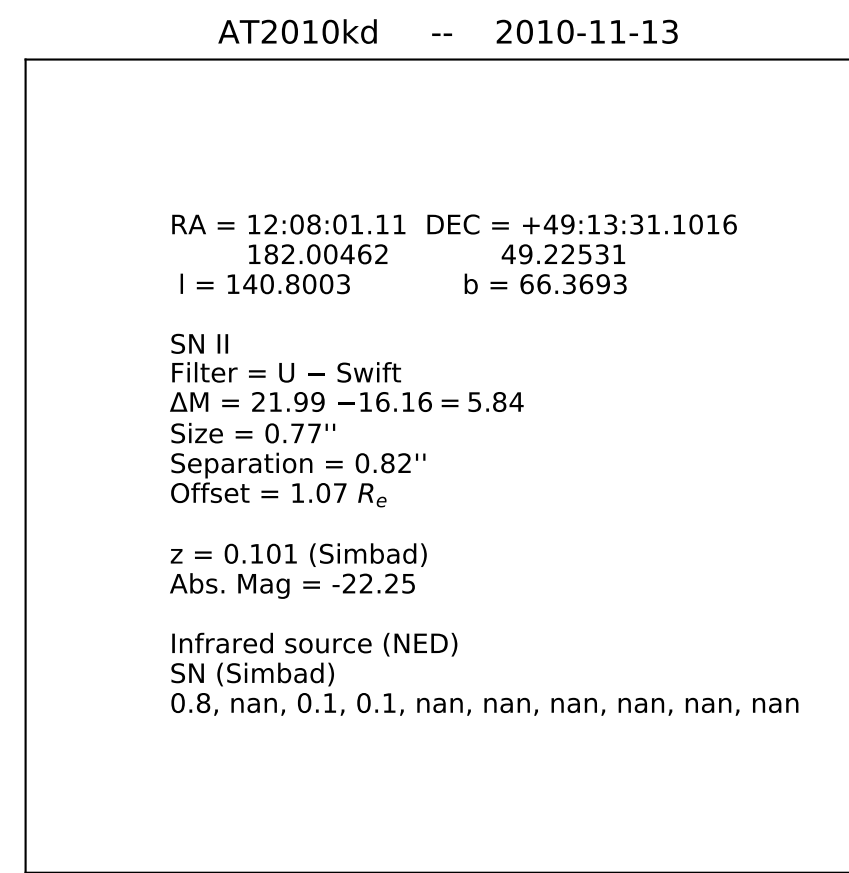 AT2010kd -- 2010-11-13
RA = 12:08:01.11 DEC = +49:13:31.1016
182.00462 49.22531
l = 140.8003 b = 66.3693
SN II
Filter = U − Swift
ΔM = 21.99 −16.16 = 5.84
Size = 0.77''
Separation = 0.82''
Offset = 1.07 Rₑ
z = 0.101 (Simbad)
Abs. Mag = -22.25
Infrared source (NED)
SN (Simbad)
0.8, nan, 0.1, 0.1, nan, nan, nan, nan, nan, nan